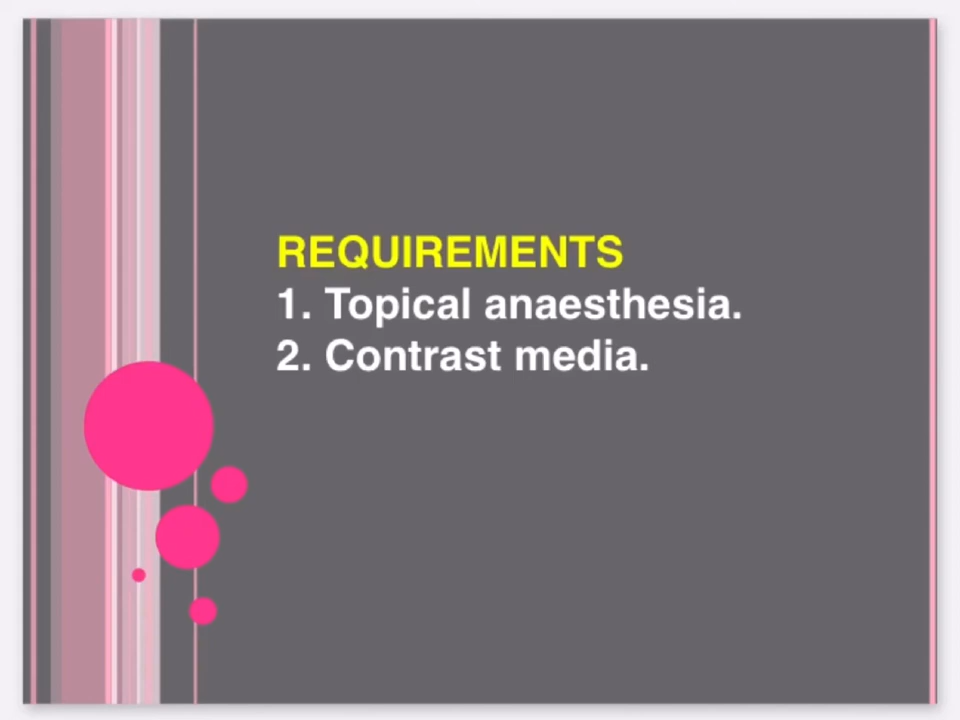 REQUIREMENTS
1. Topical anaesthesia.
2. Contrast media.